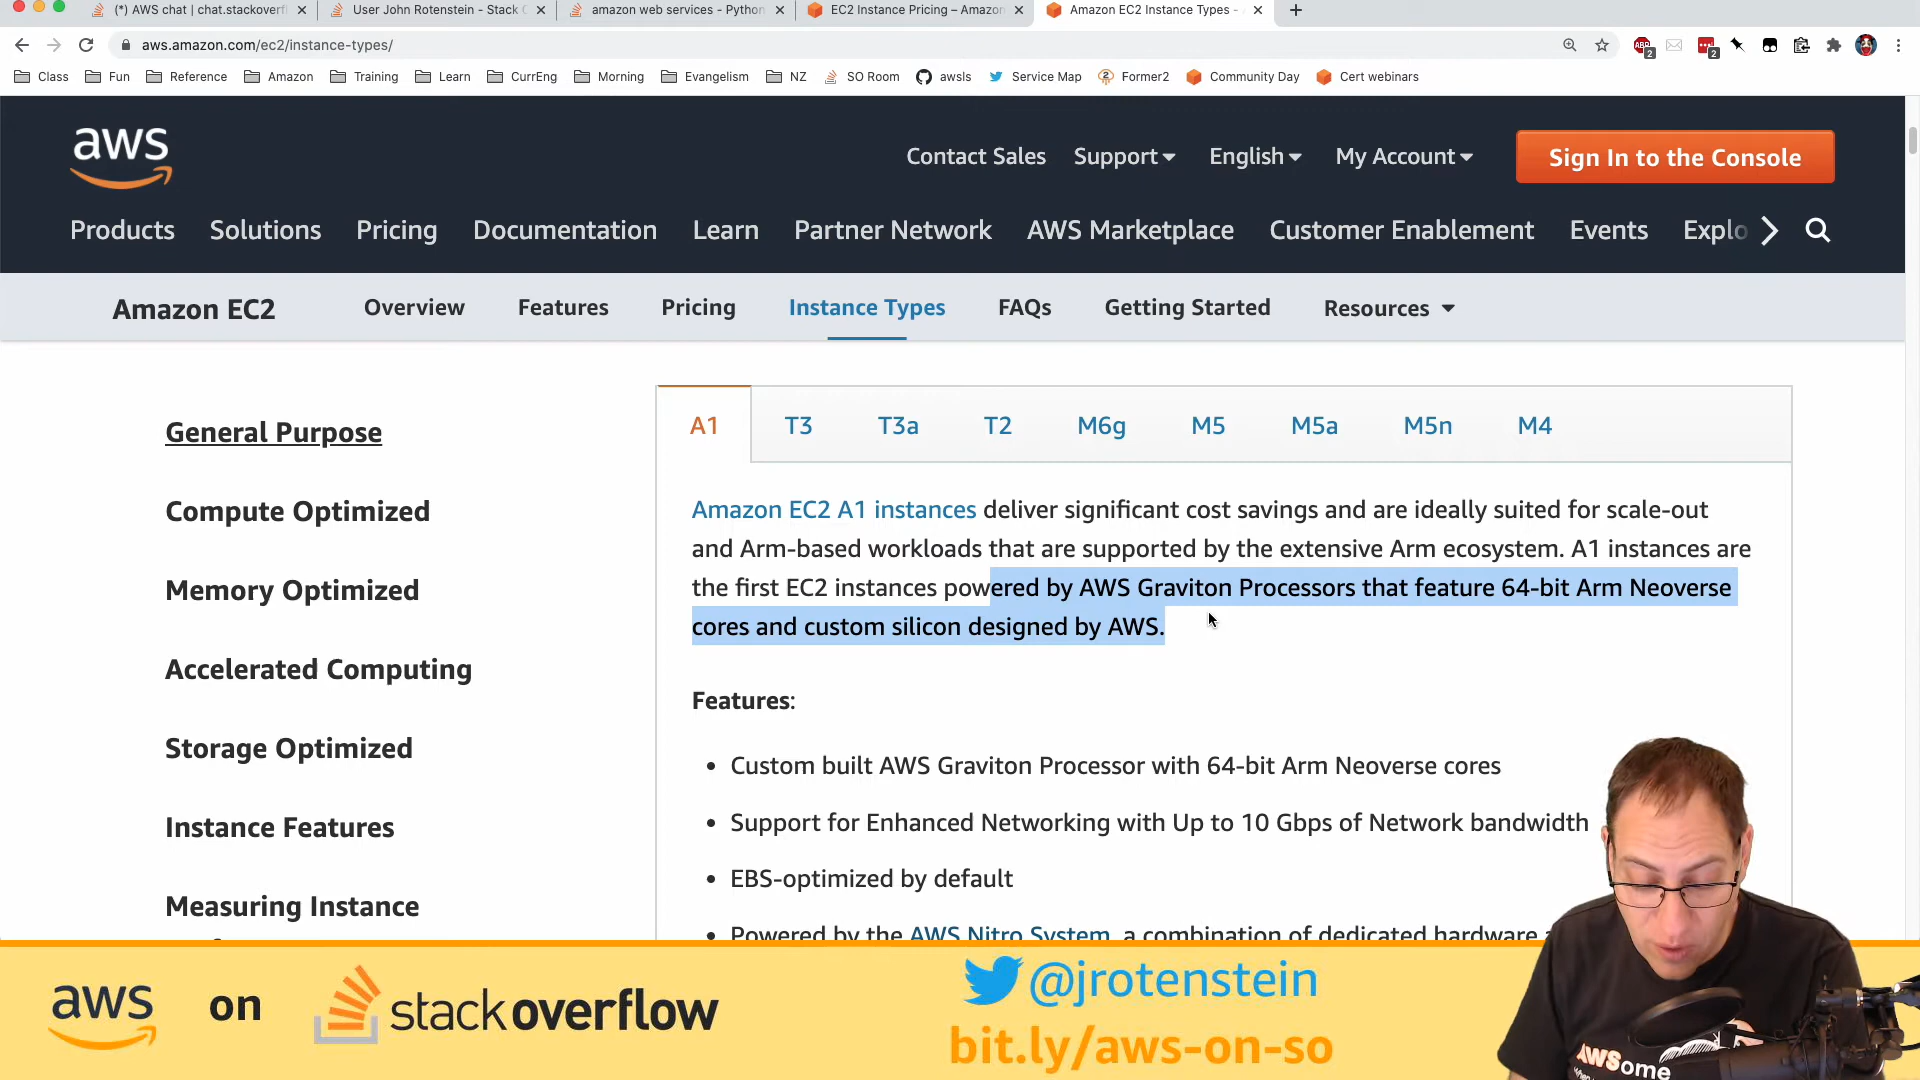 (*) AWS chat | chat.stackoverf
User John Rotenstein - Stack O
amazon web services - Python
EC2 Instance Pricing – Amazon
Amazon EC2 Instance Types -
aws.amazon.com/ec2/instance-types/
ABP
2
2
Class
Fun
Reference
Amazon
Training
Learn
CurrEng
Morning
Evangelism
NZ
SO Room
awsls
Service Map
Former2
Community Day
Cert webinars
aws
Contact Sales
Support
English
My Account
Sign In to the Console
Products
Solutions
Pricing
Documentation
Learn
Partner Network
AWS Marketplace
Customer Enablement
Events
Explo
Amazon EC2
Overview
Features
Pricing
Instance Types
FAQs
Getting Started
Resources
General Purpose
Compute Optimized
Memory Optimized
Accelerated Computing
Storage Optimized
Instance Features
Measuring Instance
A1
T3
T3a
T2
M6g
M5
M5a
M5n
M4
Amazon EC2 A1 instances deliver significant cost savings and are ideally suited for scale-out
and Arm-based workloads that are supported by the extensive Arm ecosystem. A1 instances are
the first EC2 instances powered by AWS Graviton Processors that feature 64-bit Arm Neoverse
cores and custom silicon designed by AWS.
Features:
• Custom built AWS Graviton Processor with 64-bit Arm Neoverse cores
• Support for Enhanced Networking with Up to 10 Gbps of Network bandwidth
• EBS-optimized by default
• Powered by the AWS Nitro System, a combination of dedicated hardware
aws on stackoverflow
@jrotenstein
bit.ly/aws-on-so
AWSome